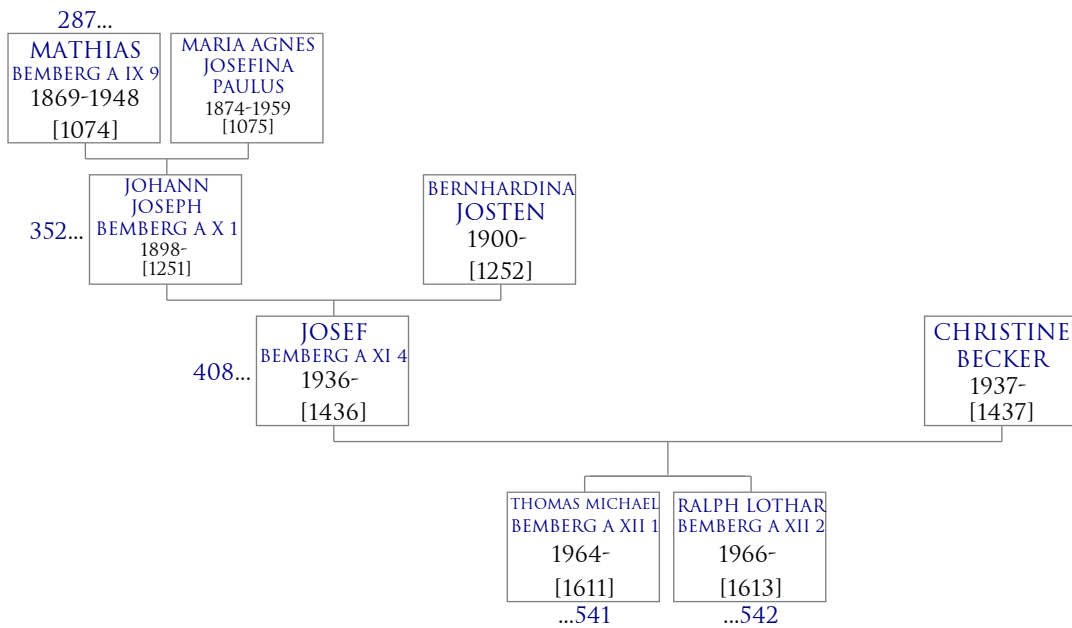 287...
MATHIAS
BEMBERG A IX 9
1869-1948
[1074]
MARIA AGNES
JOSEFINA
PAULUS
1874-1959
[1075]
352...
JOHANN
JOSEPH
BEMBERG A X 1
1898-
[1251]
BERNHARDINA
JOSTEN
1900-
[1252]
408...
JOSEF
BEMBERG A XI 4
1936-
[1436]
CHRISTINE
BECKER
1937-
[1437]
THOMAS MICHAEL
BEMBERG A XII 1
1964-
[1611]
...541
RALPH LOTHAR
BEMBERG A XII 2
1966-
[1613]
...542